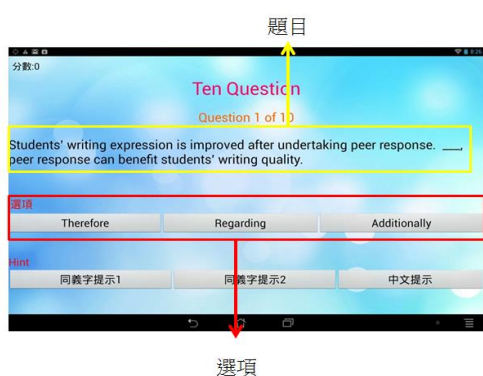 題目
8:26
分數:0
Ten Question
Question 1 of 10
Students' writing expression is improved after undertaking peer response. ___,
peer response can benefit students' writing quality.
選項
Therefore Regarding Additionally
Hint
同義字提示1 同義字提示2 中文提示
選項